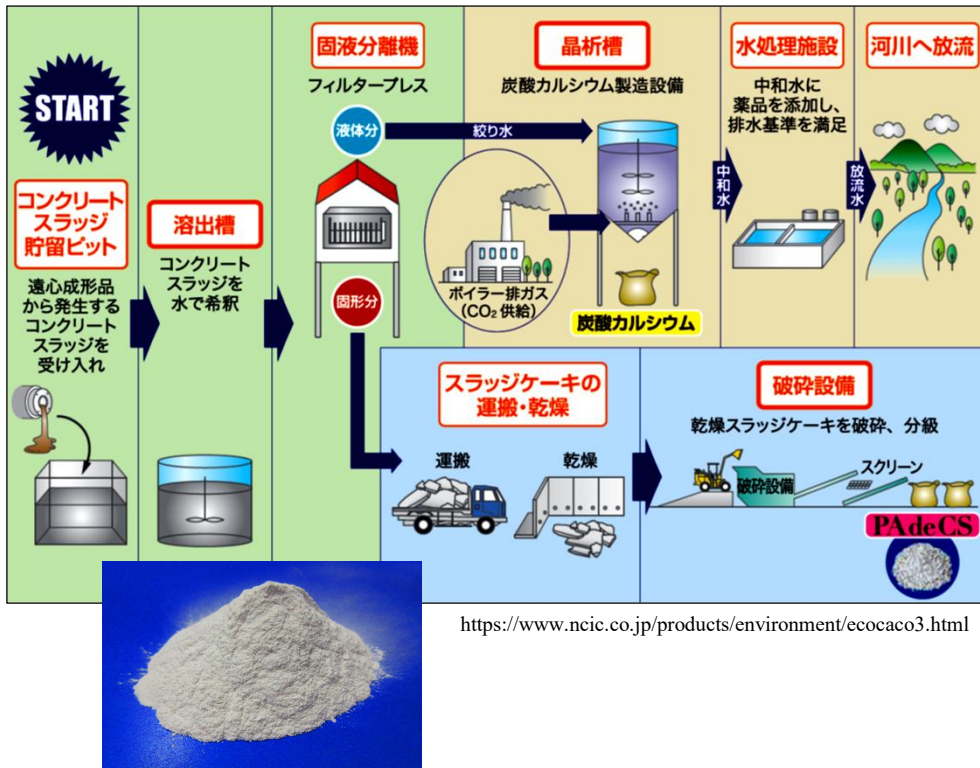 START
コンクリート
スラッジ
貯留ピット
遠心成形品
から発生する
コンクリート
スラッジを
受け入れ
溶出槽
コンクリート
スラッジを
水で希釈
固液分離機
フィルタープレス
液体分
固形分
絞り水
晶析槽
炭酸カルシウム製造設備
ボイラー排ガス
(CO₂ 供給)
炭酸カルシウム
中和水
水処理施設
中和水に
薬品を添加し、
排水基準を満足
放流水
河川へ放流
スラッジケーキの
運搬・乾燥
運搬
乾燥
破砕設備
乾燥スラッジケーキを破砕、分級
破砕設備
スクリーン
PAdeCS
https://www.ncic.co.jp/products/environment/ecocaco3.html